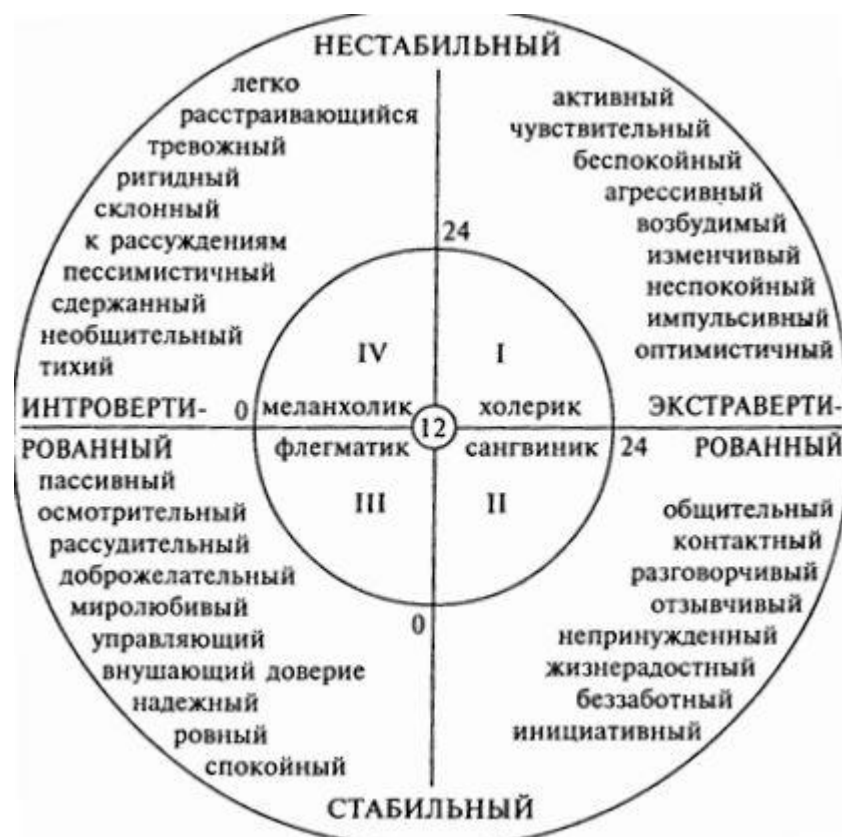 НЕСТАБИЛЬНЫЙ
легко
расстраивающийся
тревожный
ригидный
склонный
к рассуждениям
пессимистичный
сдержанный
необщительный
тихий
активный
чувствительный
беспокойный
агрессивный
возбудимый
изменчивый
неспокойный
импульсивный
оптимистичный
24
IV
I
ИНТРОВЕРТИ-
РОВАННЫЙ
0
меланхолик
холерик
12
флегматик
сангвиник
24
ЭКСТРАВЕРТИ-
РОВАННЫЙ
III
II
0
пассивный
осмотрительный
рассудительный
доброжелательный
миролюбивый
управляющий
внушающий доверие
надежный
ровный
спокойный
общительный
контактный
разговорчивый
отзывчивый
непринужденный
жизнерадостный
беззаботный
инициативный
СТАБИЛЬНЫЙ